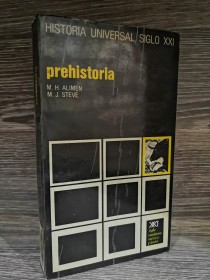 HISTORIA UNIVERSAL SIGLO XXI
prehistoria
M. H. ALIMEN
M. J. STEVE